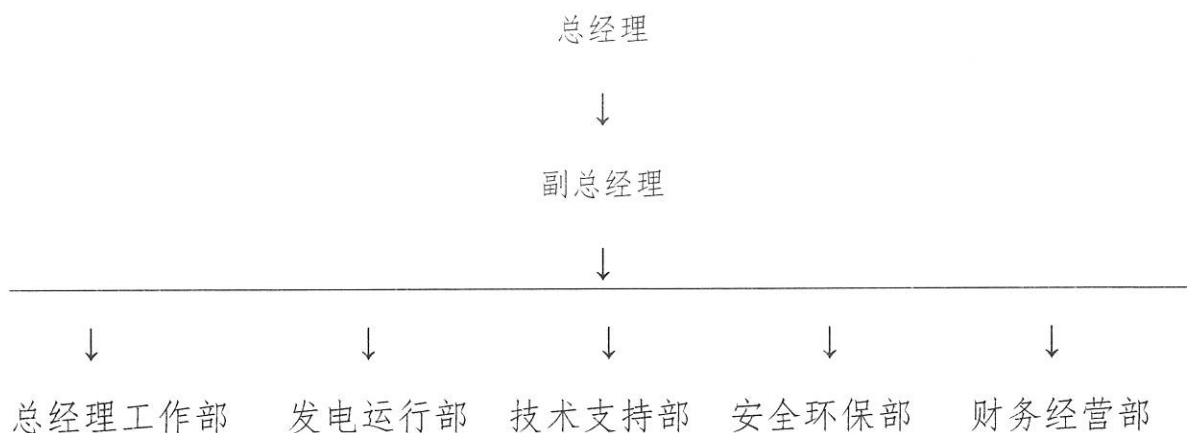 总经理
↓
副总经理
↓
↓ ↓ ↓ ↓ ↓
总经理工作部 发电运行部 技术支持部 安全环保部 财务经营部